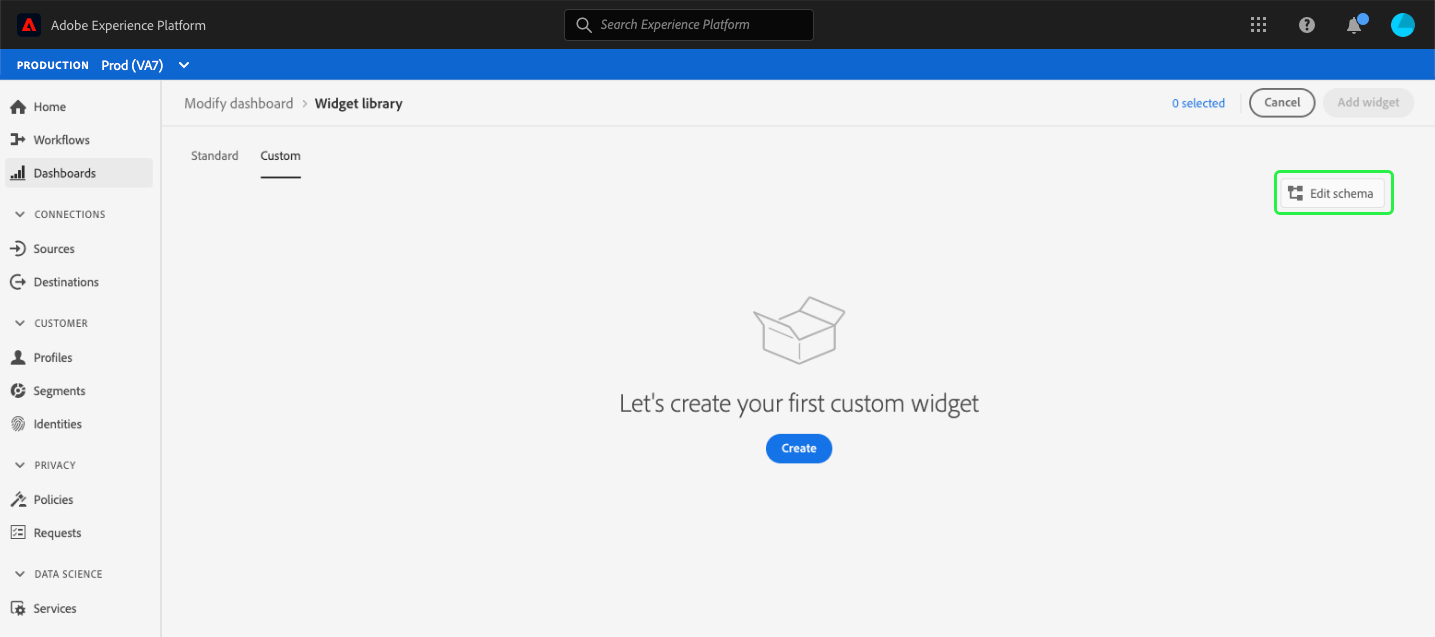 Adobe Experience Platform
Search Experience Platform
PRODUCTION Prod (VA7)
Home
Workflows
Dashboards
CONNECTIONS
Sources
Destinations
CUSTOMER
Profiles
Segments
Identities
PRIVACY
Policies
Requests
DATA SCIENCE
Services
Modify dashboard > Widget library
0 selected
Cancel
Add widget
Standard
Custom
Edit schema
Let's create your first custom widget
Create